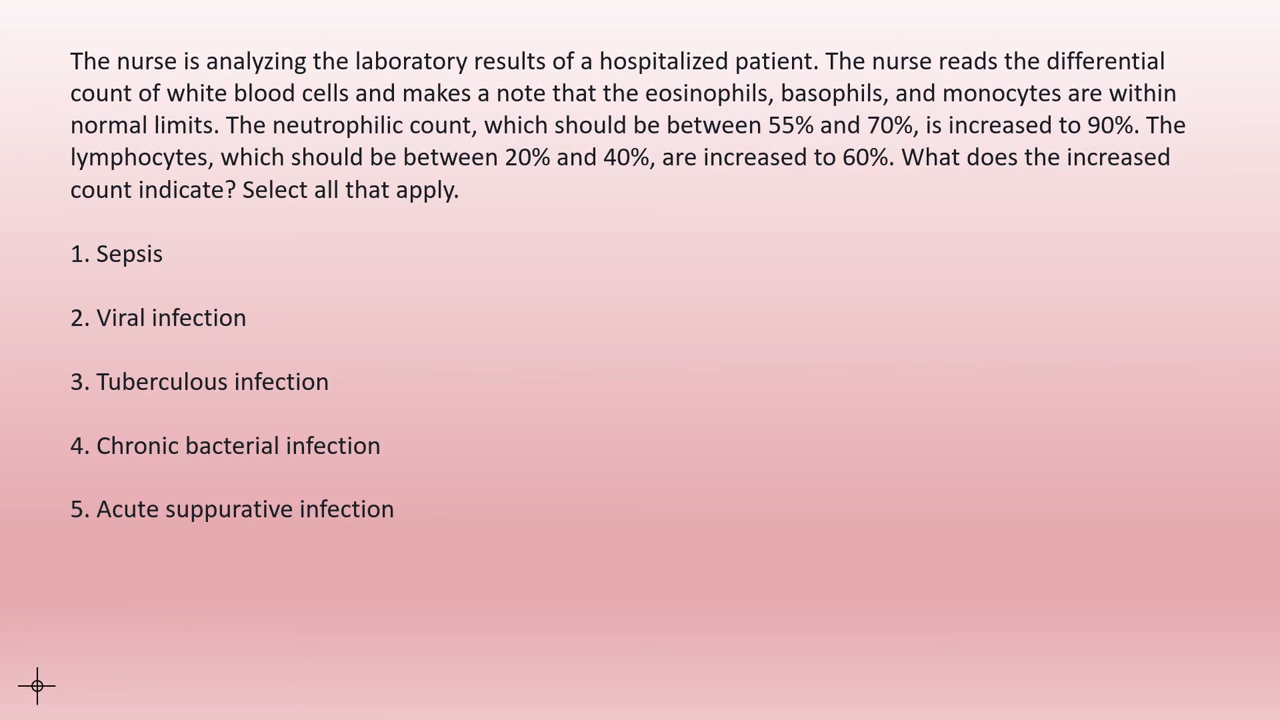 The nurse is analyzing the laboratory results of a hospitalized patient. The nurse reads the differential
count of white blood cells and makes a note that the eosinophils, basophils, and monocytes are within
normal limits. The neutrophilic count, which should be between 55% and 70%, is increased to 90%. The
lymphocytes, which should be between 20% and 40%, are increased to 60%. What does the increased
count indicate? Select all that apply.
1. Sepsis
2. Viral infection
3. Tuberculous infection
4. Chronic bacterial infection
5. Acute suppurative infection